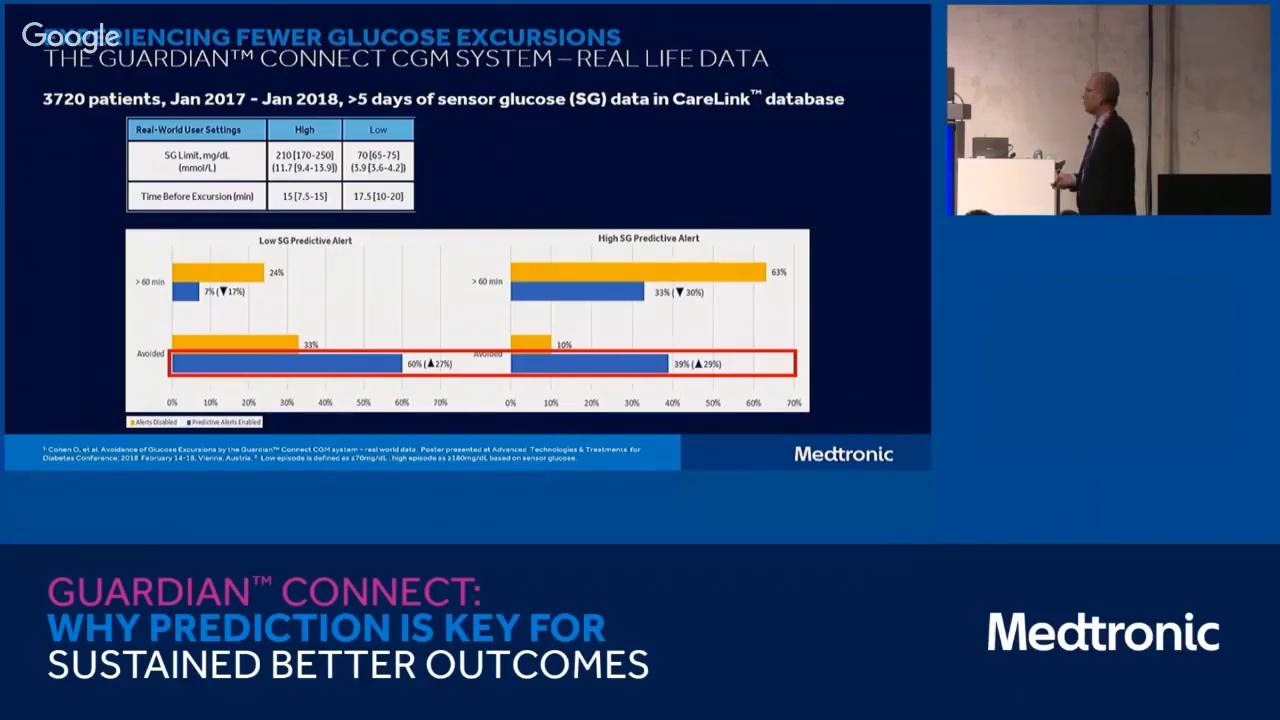 Google
EXPERIENCING FEWER GLUCOSE EXCURSIONS
THE GUARDIAN™ CONNECT CGM SYSTEM – REAL LIFE DATA
3720 patients, Jan 2017 - Jan 2018, >5 days of sensor glucose (SG) data in CareLink™ database
Real-World User Settings High Low
SG Limit, mg/dL 210 [170-250] 70 [65-75]
(mmol/L) (11.7 [9.4-13.9]) (3.9 [3.6-4.2])
Time Before Excursion (min) 15 [7.5-15] 17.5 [10-20]
Low SG Predictive Alert
> 60 min
24%
7% (▼17%)
Avoided
33%
60% (▲27%)
0% 10% 20% 30% 40% 50% 60% 70%
High SG Predictive Alert
> 60 min
63%
33% (▼ 30%)
Avoided
10%
39% (▲ 29%)
0% 10% 20% 30% 40% 50% 60% 70%
Alerts Disabled Predictive Alerts Enabled
¹ Cohen O, et al. Avoidance of Glucose Excursions by the Guardian™ Connect CGM system – real world data. Poster presented at Advanced Technologies & Treatments for
Diabetes Conference; 2018 February 14-18, Vienna, Austria. ² Low episode is defined as ≤70mg/dL, high episode as ≥180mg/dL based on sensor glucose.
Medtronic
GUARDIAN™ CONNECT:
WHY PREDICTION IS KEY FOR
SUSTAINED BETTER OUTCOMES
Medtronic